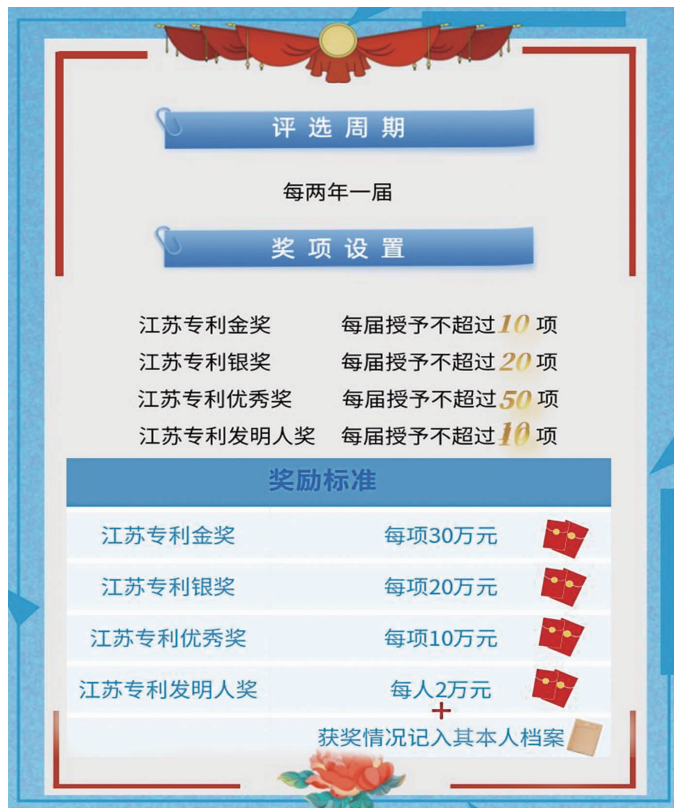 评选周期
每两年一届
奖项设置
江苏专利金奖 每届授予不超过10项
江苏专利银奖 每届授予不超过20项
江苏专利优秀奖 每届授予不超过50项
江苏专利发明人奖 每届授予不超过10项
奖励标准
江苏专利金奖 每项30万元
江苏专利银奖 每项20万元
江苏专利优秀奖 每项10万元
江苏专利发明人奖 每人2万元
+
获奖情况记入其本人档案